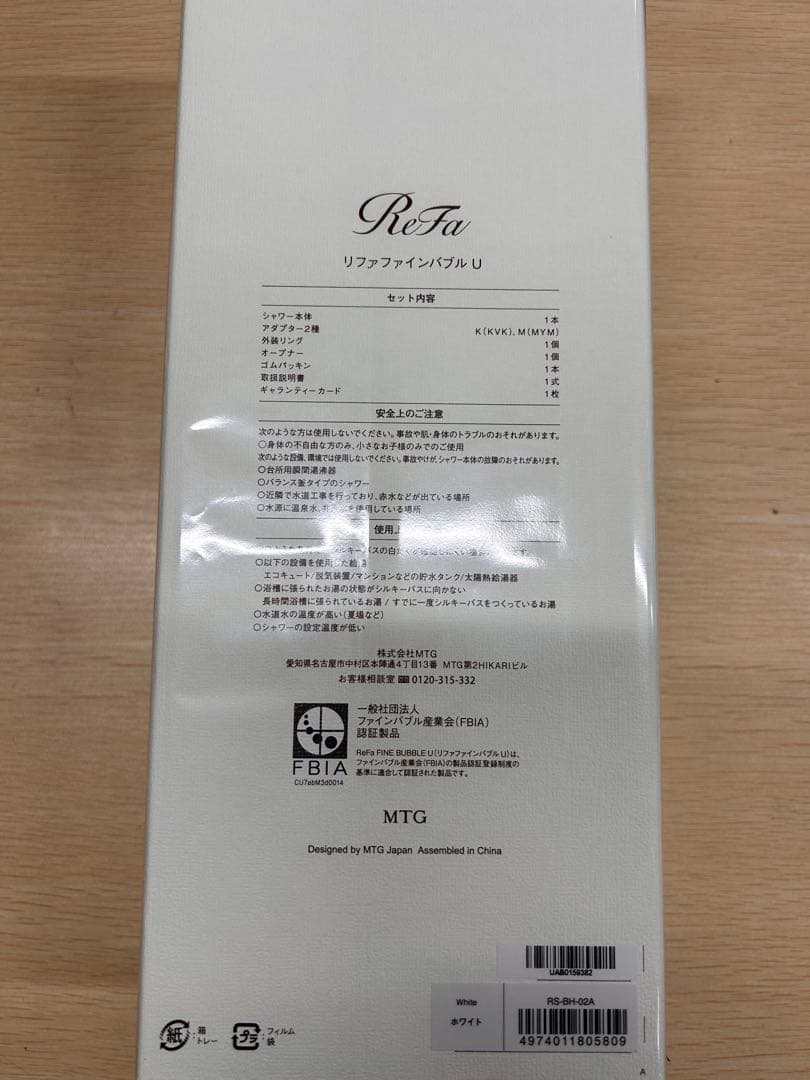 ReFa
リファファインバブル U
セット内容
シャワー本体 1本
アダプター2種 K(KVK)、M(MYM)
外装リング 1個
オープナー 1個
ゴムパッキン 1本
取扱説明書 1式
ギャランティーカード 1枚
安全上のご注意
次のような方は使用しないでください。事故や肌・身体のトラブルのおそれがあります。
○身体の不自由な方のみ、小さなお子様のみでのご使用
次のような設備、環境では使用しないでください。事故やけが、シャワー本体の故障のおそれがあります。
○台所用瞬間湯沸器
○バランス釜タイプのシャワー
○近隣で水道工事を行っており、赤水などが出ている場所
○水源に温泉水、を使用している場所
使用上
シルキーバスの白
○以下の設備を使用した給湯
エコキュート/脱気装置/マンションなどの貯水タンク/太陽熱給湯器
○浴槽に張られたお湯の状態がシルキーバスに向かない
長時間浴槽に張られているお湯 / すでに一度シルキーバスをつくっているお湯
○水道水の温度が高い(夏場など)
○シャワーの設定温度が低い
株式会社MTG
愛知県名古屋市中村区本陣通4丁目13番 MTG第2HIKARIビル
お客様相談室 0120-315-332
一般社団法人
ファインバブル産業会(FBIA)
認証製品
ReFa FINE BUBBLE U(リファファインバブル U)は、
ファインバブル産業会(FBIA)の製品認証登録制度の
基準に適合して認証された製品です。
FBIA
CU7abM3d0014
MTG
Designed by MTG Japan Assembled in China
UAB0159382
White
ホワイト
RS-BH-02A
4974011805809
紙 : 箱
トレー
プラ : フィルム
袋
A